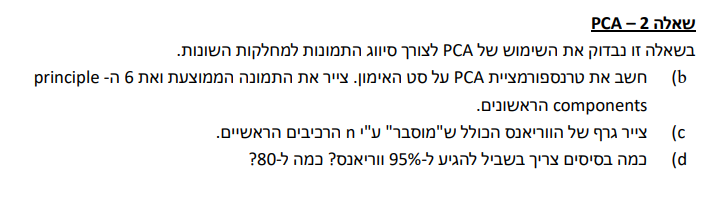 שאלה 2 – PCA
בשאלה זו נבדוק את השימוש של PCA לצורך סיווג התמונות למחלקות השונות.
b) חשב את טרנספורמציית PCA על סט האימון. צייר את התמונה הממוצעת ואת 6 ה- principle
components הראשונים.
c) צייר גרף של הווריאנס הכולל ש"מוסבר" ע"י n הרכיבים הראשיים.
d) כמה בסיסים צריך בשביל להגיע ל-95% ווריאנס? כמה ל-80?